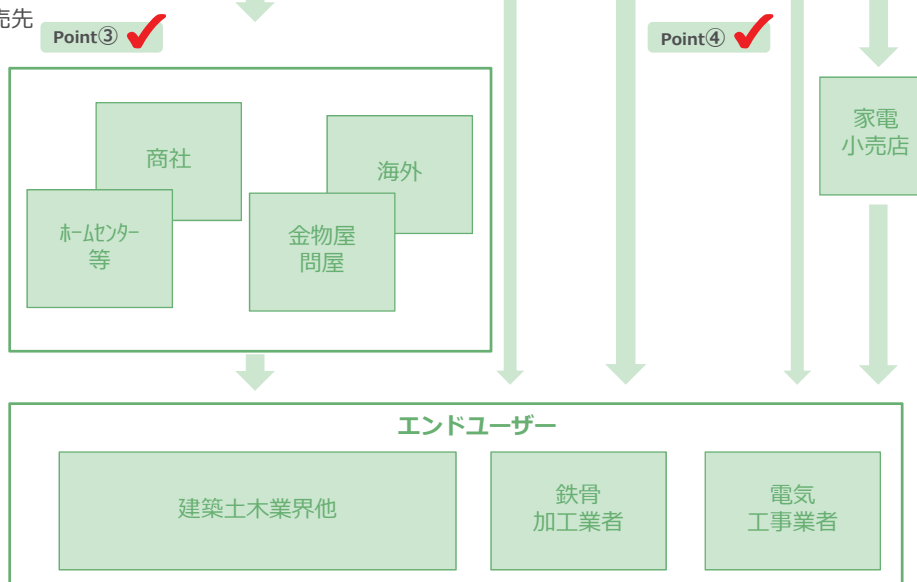 売先
Point③
Point④
家電
小売店
商社
海外
ﾎｰﾑｾﾝﾀｰ
等
金物屋
問屋
エンドユーザー
建築土木業界他
鉄骨
加工業者
電気
工事業者